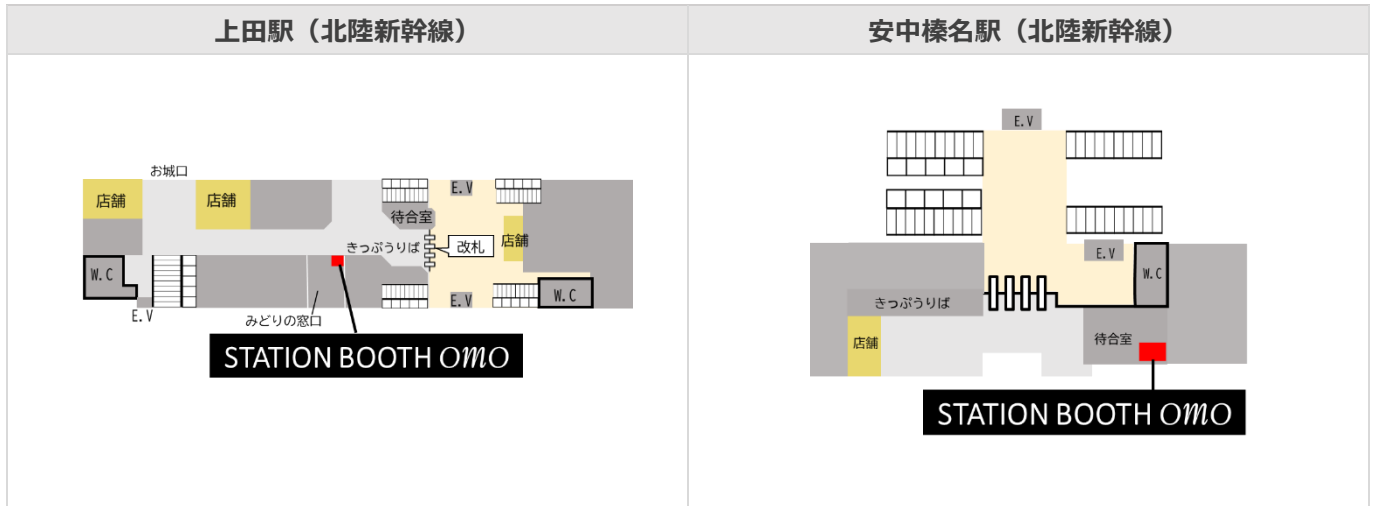 上田駅（北陸新幹線）
お城口
店舗
店舗
E.V
待合室
きっぷうりば
改札
店舗
W.C
E.V
みどりの窓口
E.V
W.C
STATION BOOTH OMO
安中榛名駅（北陸新幹線）
E.V
E.V
W.C
きっぷうりば
店舗
待合室
STATION BOOTH OMO